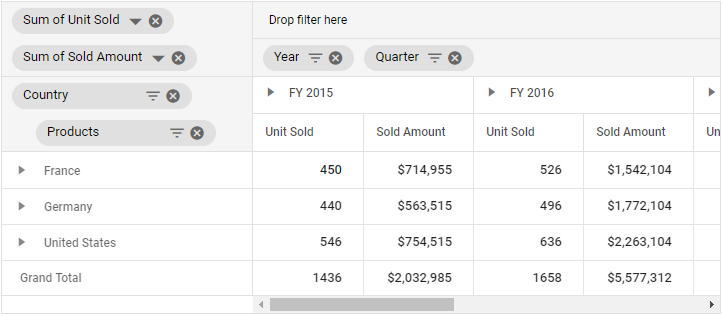 Sum of Unit Sold
Drop filter here
Sum of Sold Amount
Year Quarter
Country
FY 2015 FY 2016
Products
Unit Sold Sold Amount Unit Sold Sold Amount Un
France 450 $714,955 526 $1,542,104
Germany 440 $563,515 496 $1,772,104
United States 546 $754,515 636 $2,263,104
Grand Total 1436 $2,032,985 1658 $5,577,312